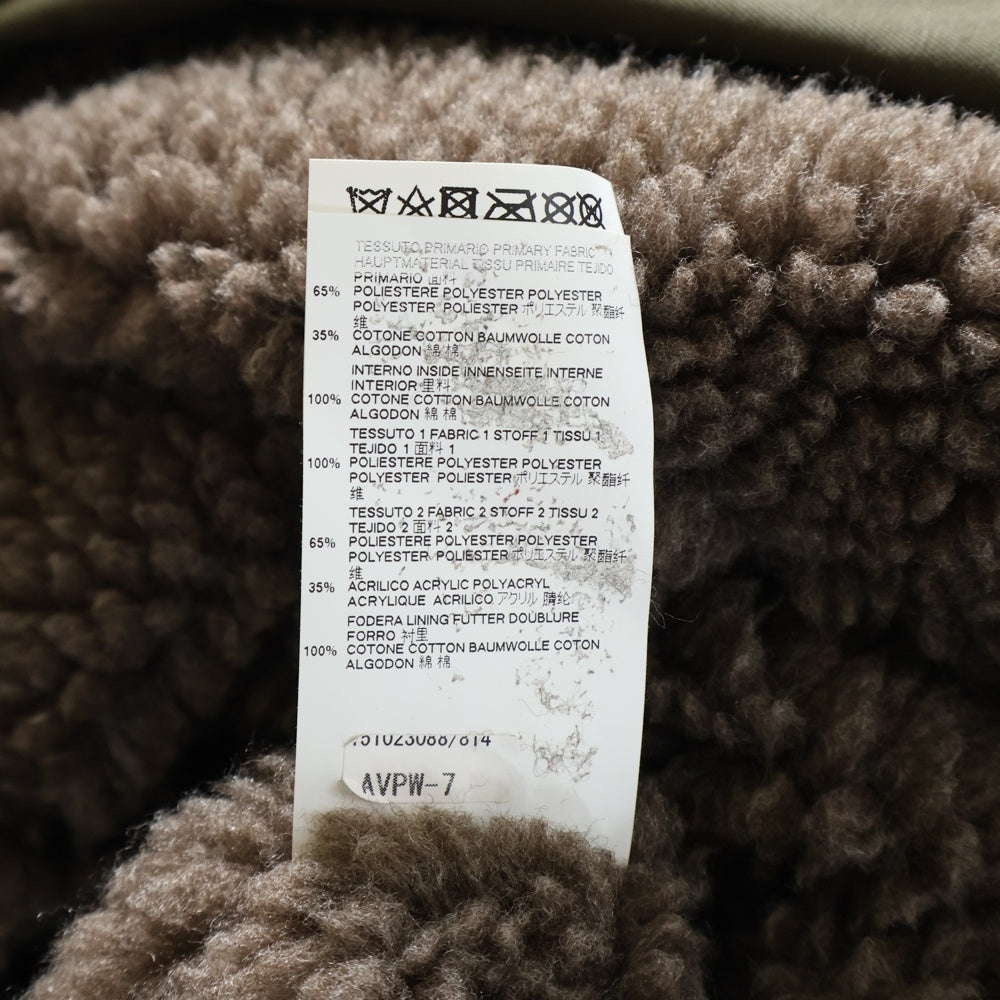 TESSUTO PRIMARIO PRIMARY FABRIC
HAUPTMATERIAL TISSU PRIMAIRE TEJIDO
PRIMARIO 面料
65% POLIESTERE POLYESTER POLYESTER
POLYESTER POLIESTER ポリエステル 聚酯纤
维
35% COTONE COTTON BAUMWOLLE COTON
ALGODON 綿 棉
INTERNO INSIDE INNENSEITE INTERNE
INTERIOR 里料
100% COTONE COTTON BAUMWOLLE COTON
ALGODON 綿 棉
TESSUTO 1 FABRIC 1 STOFF 1 TISSU 1
TEJIDO 1 面料 1
100% POLIESTERE POLYESTER POLYESTER
POLYESTER POLIESTER ポリエステル 聚酯纤
维
TESSUTO 2 FABRIC 2 STOFF 2 TISSU 2
TEJIDO 2 面料 2
65% POLIESTERE POLYESTER POLYESTER
POLYESTER POLIESTER ポリエステル 聚酯纤
维
35% ACRILICO ACRYLIC POLYACRYL
ACRYLIQUE ACRILICO アクリル 腈纶
FODERA LINING FUTTER DOUBLURE
FORRO 衬里
100% COTONE COTTON BAUMWOLLE COTON
ALGODON 綿 棉
151023088/814
AVPW-7